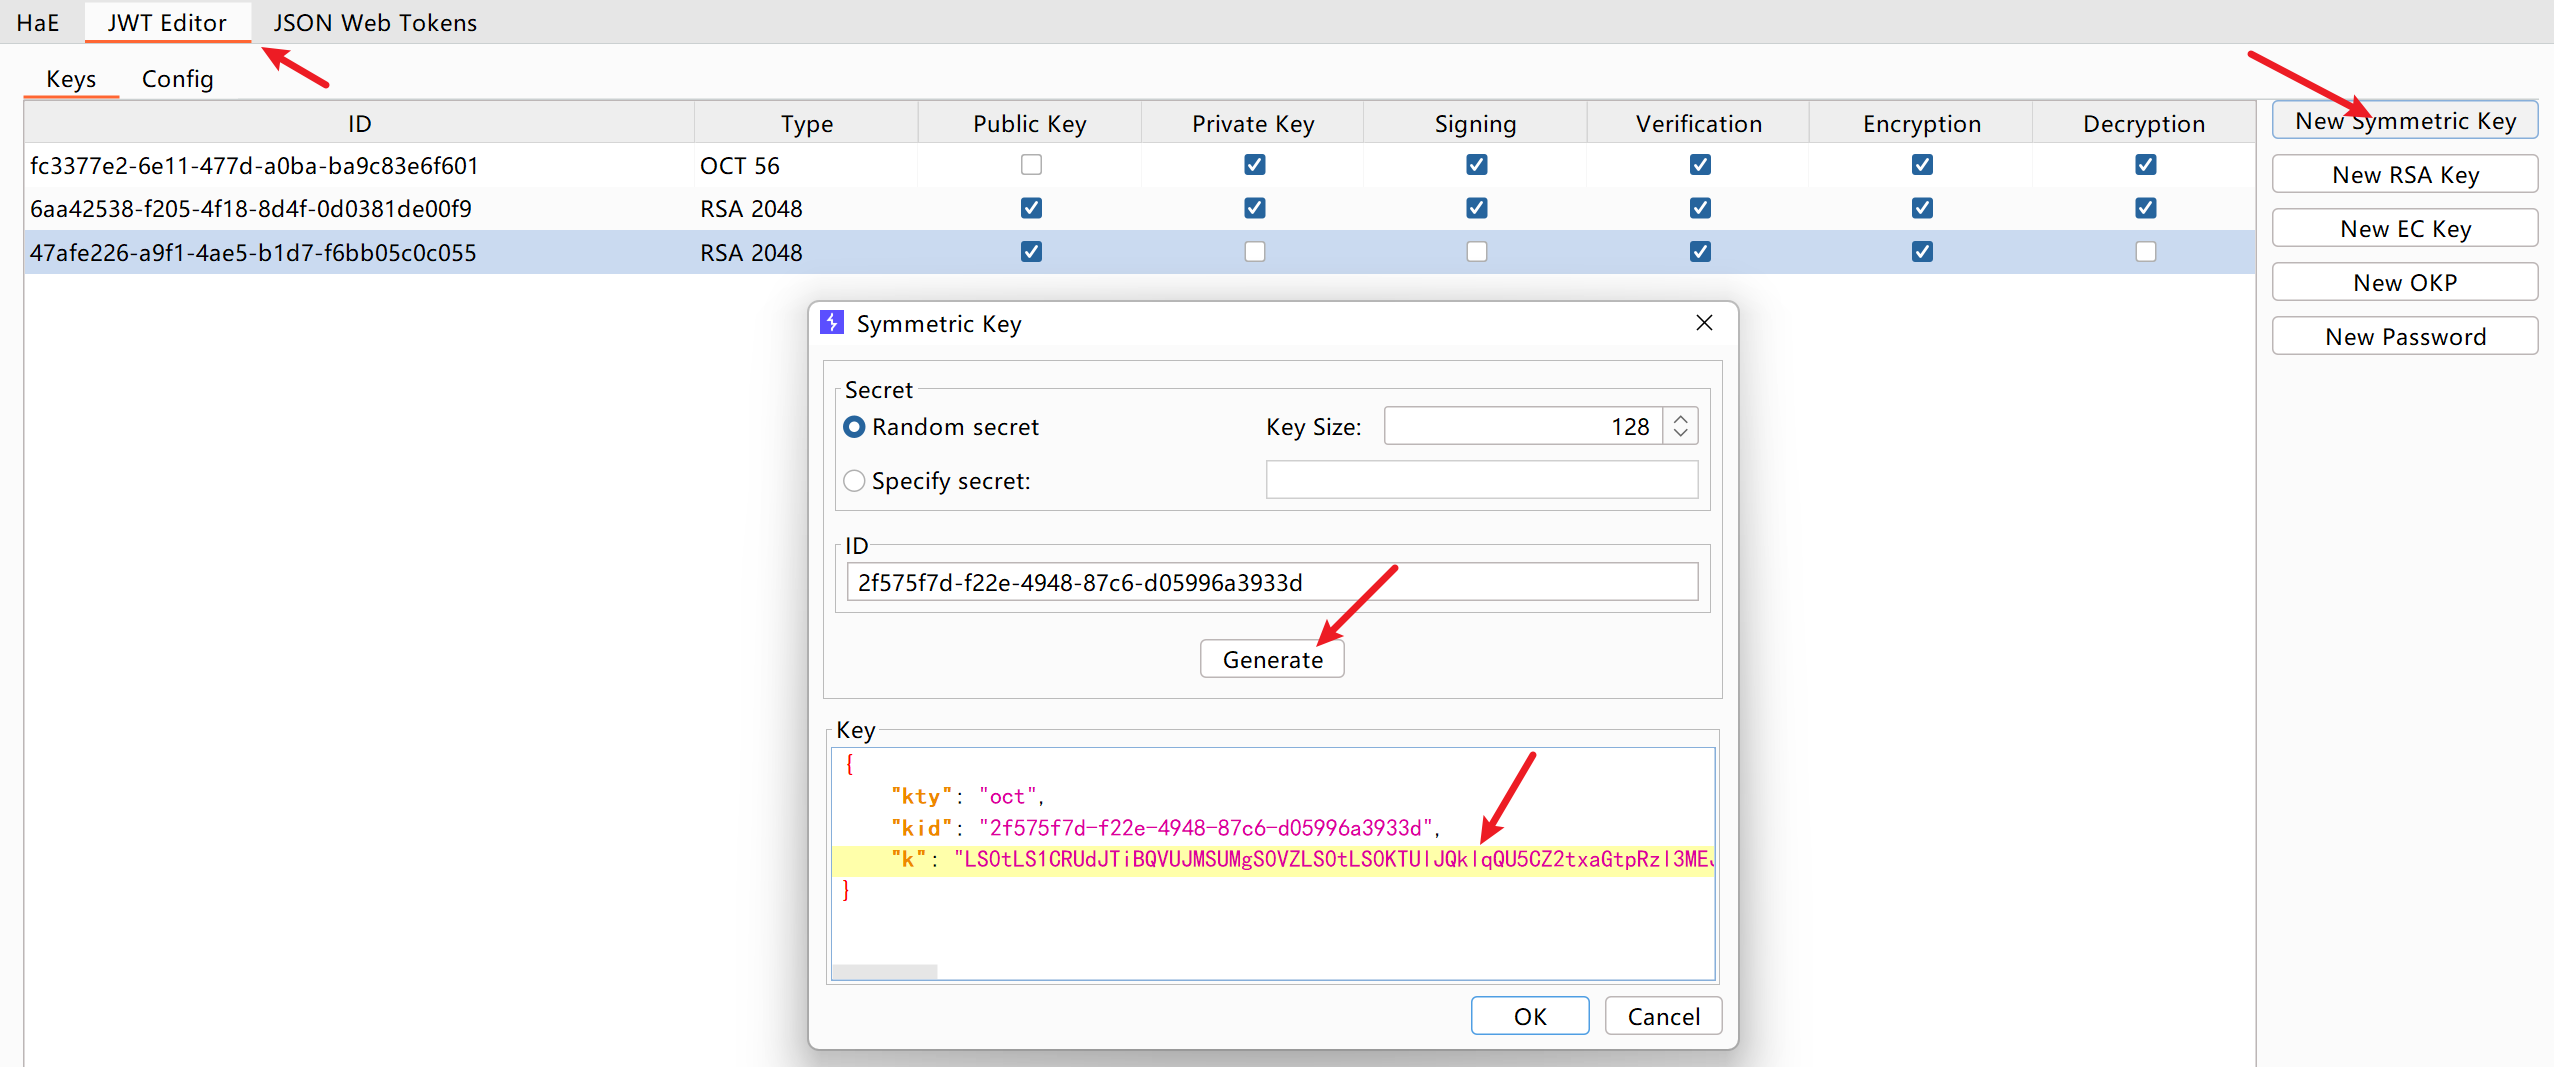 HaE JWT Editor JSON Web Tokens
Keys Config
ID Type Public Key Private Key Signing Verification Encryption Decryption
fc3377e2-6e11-477d-a0ba-ba9c83e6f601 OCT 56
6aa42538-f205-4f18-8d4f-0d0381de00f9 RSA 2048
47afe226-a9f1-4ae5-b1d7-f6bb05c0c055 RSA 2048
New Symmetric Key
New RSA Key
New EC Key
New OKP
New Password
Symmetric Key
Secret
Random secret Key Size: 128
Specify secret:
ID
2f575f7d-f22e-4948-87c6-d05996a3933d
Generate
Key
{
"kty": "oct",
"kid": "2f575f7d-f22e-4948-87c6-d05996a3933d",
"k": "LS0tLS1CRUdJTiBQVUJMSUMgS0VZLS0tLS0KTUlJQklqQU5CZ2txaGtpRzl3MEJ
}
OK Cancel